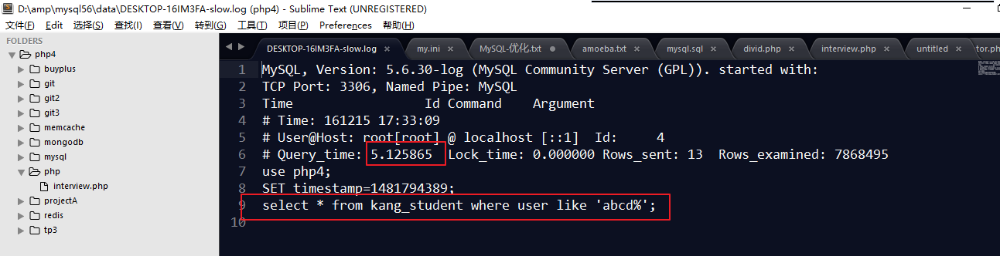 D:\amp\mysql56\data\DESKTOP-16IM3FA-slow.log (php4) - Sublime Text (UNREGISTERED)
文件(F) Edit 选择(S) 查找(I) 查看(V) 转到(G) 工具(T) 项目(P) Preferences 帮助(H)
FOLDERS
php4
buyplus
git
git2
git3
memcache
mongodb
mysql
php
interview.php
projectA
redis
tp3
DESKTOP-16IM3FA-slow.log × my.ini × MySQL-优化.txt amoeba.txt × mysql.sql × divid.php × interview.php × untitled × tor.ph
1 MySQL, Version: 5.6.30-log (MySQL Community Server (GPL)). started with:
2 TCP Port: 3306, Named Pipe: MySQL
3 Time Id Command Argument
4 # Time: 161215 17:33:09
5 # User@Host: root[root] @ localhost [::1] Id: 4
6 # Query_time: 5.125865 Lock_time: 0.000000 Rows_sent: 13 Rows_examined: 7868495
7 use php4;
8 SET timestamp=1481794389;
9 select * from kang_student where user like 'abcd%';
10